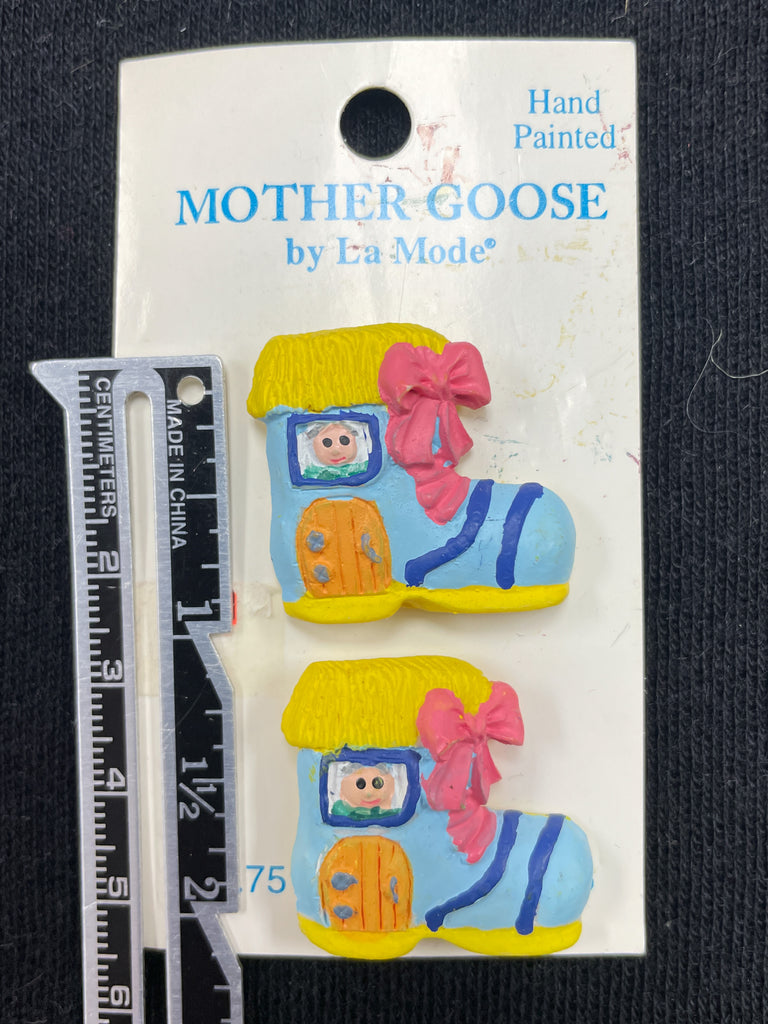 Hand
Painted
MOTHER GOOSE
by La Mode®
CENTIMETERS
MADE IN CHINA
2
1
3
4
1½
5
2
.75
6